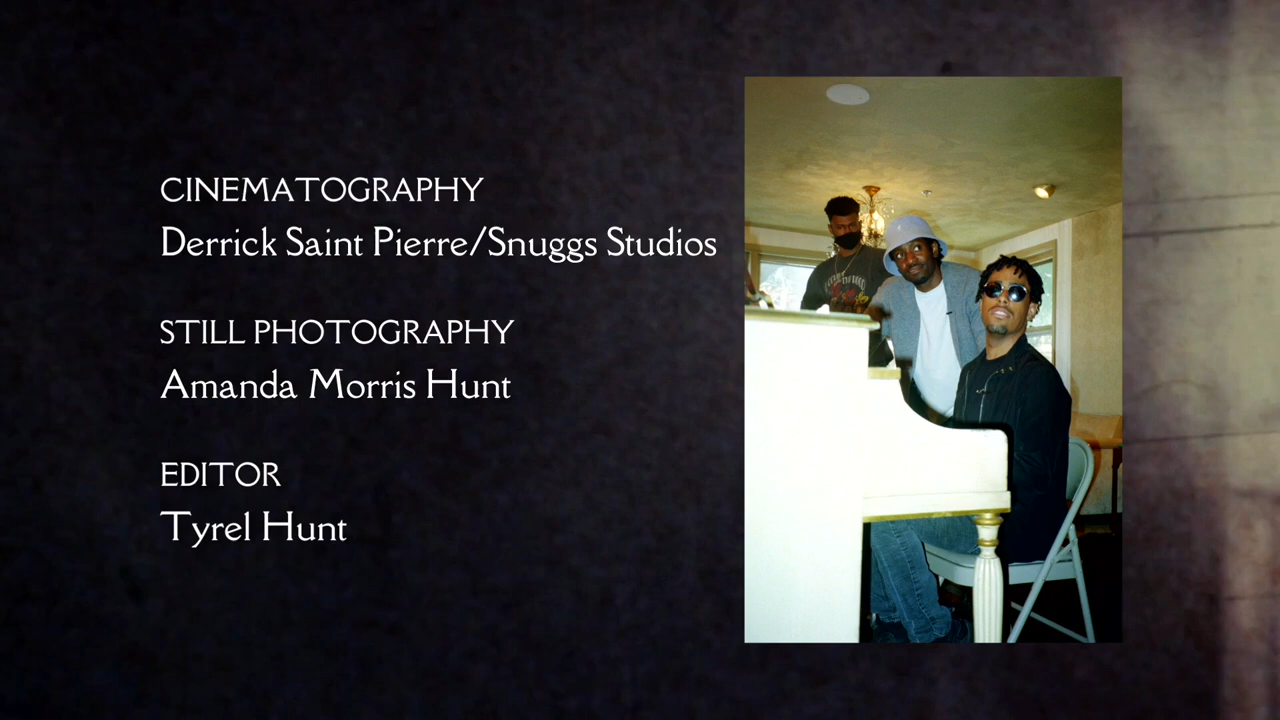 CINEMATOGRAPHY
Derrick Saint Pierre/Snuggs Studios
STILL PHOTOGRAPHY
Amanda Morris Hunt
EDITOR
Tyrel Hunt